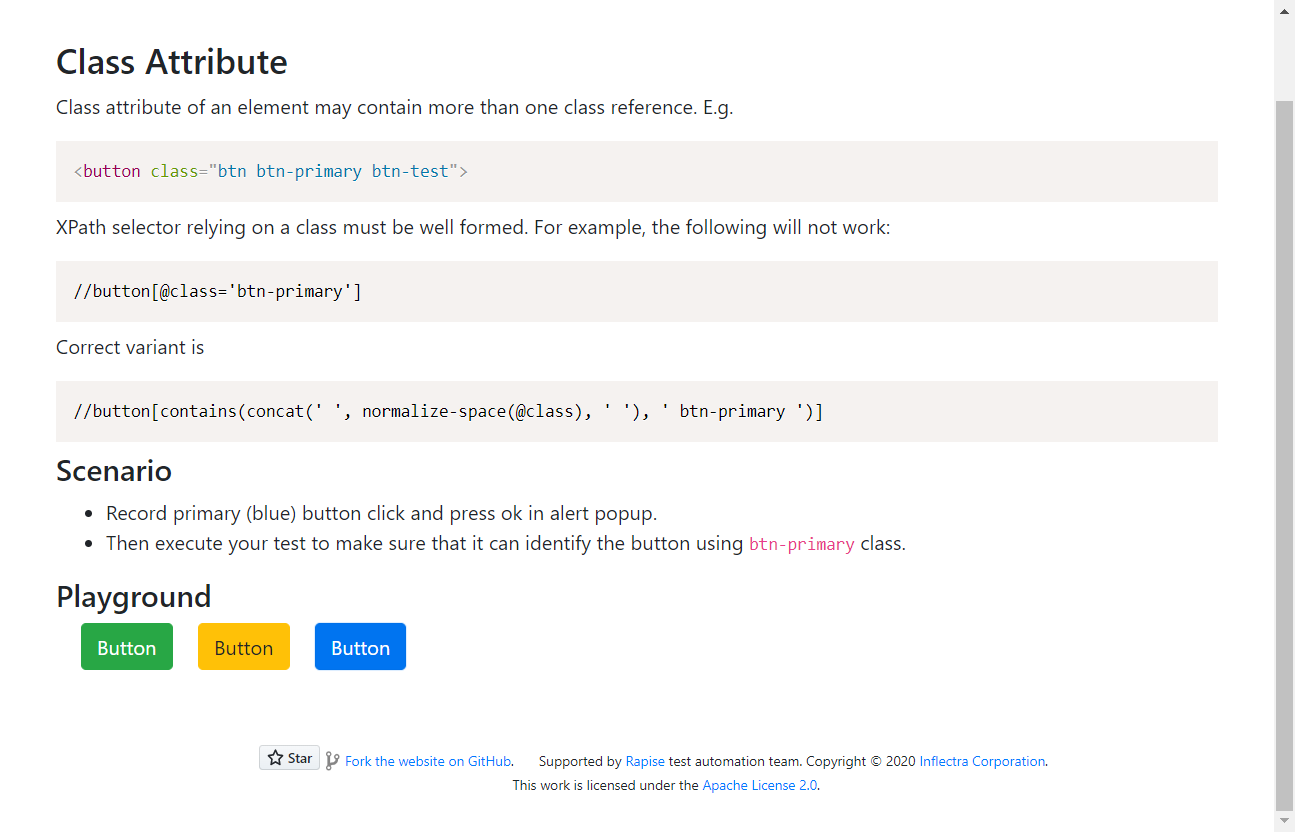 Class Attribute
Class attribute of an element may contain more than one class reference. E.g.
<button class="btn btn-primary btn-test">
XPath selector relying on a class must be well formed. For example, the following will not work:
//button[@class='btn-primary']
Correct variant is
//button[contains(concat(' ', normalize-space(@class), ' '), ' btn-primary ')]
Scenario
• Record primary (blue) button click and press ok in alert popup.
• Then execute your test to make sure that it can identify the button using btn-primary class.
Playground
Button Button Button
Star Fork the website on GitHub. Supported by Rapise test automation team. Copyright © 2020 Inflectra Corporation.
This work is licensed under the Apache License 2.0.